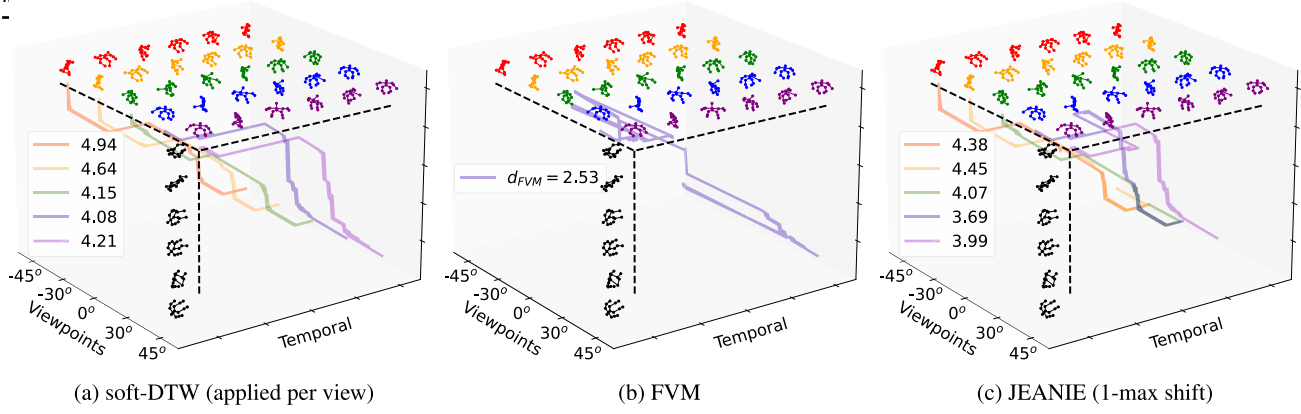 4.94
4.64
4.15
4.08
4.21
-45°
-30°
0°
30°
45°
Viewpoints
Temporal
(a) soft-DTW (applied per view)
d_FVM = 2.53
-45°
-30°
0°
30°
45°
Viewpoints
Temporal
(b) FVM
4.38
4.45
4.07
3.69
3.99
-45°
-30°
0°
30°
45°
Viewpoints
Temporal
(c) JEANIE (1-max shift)